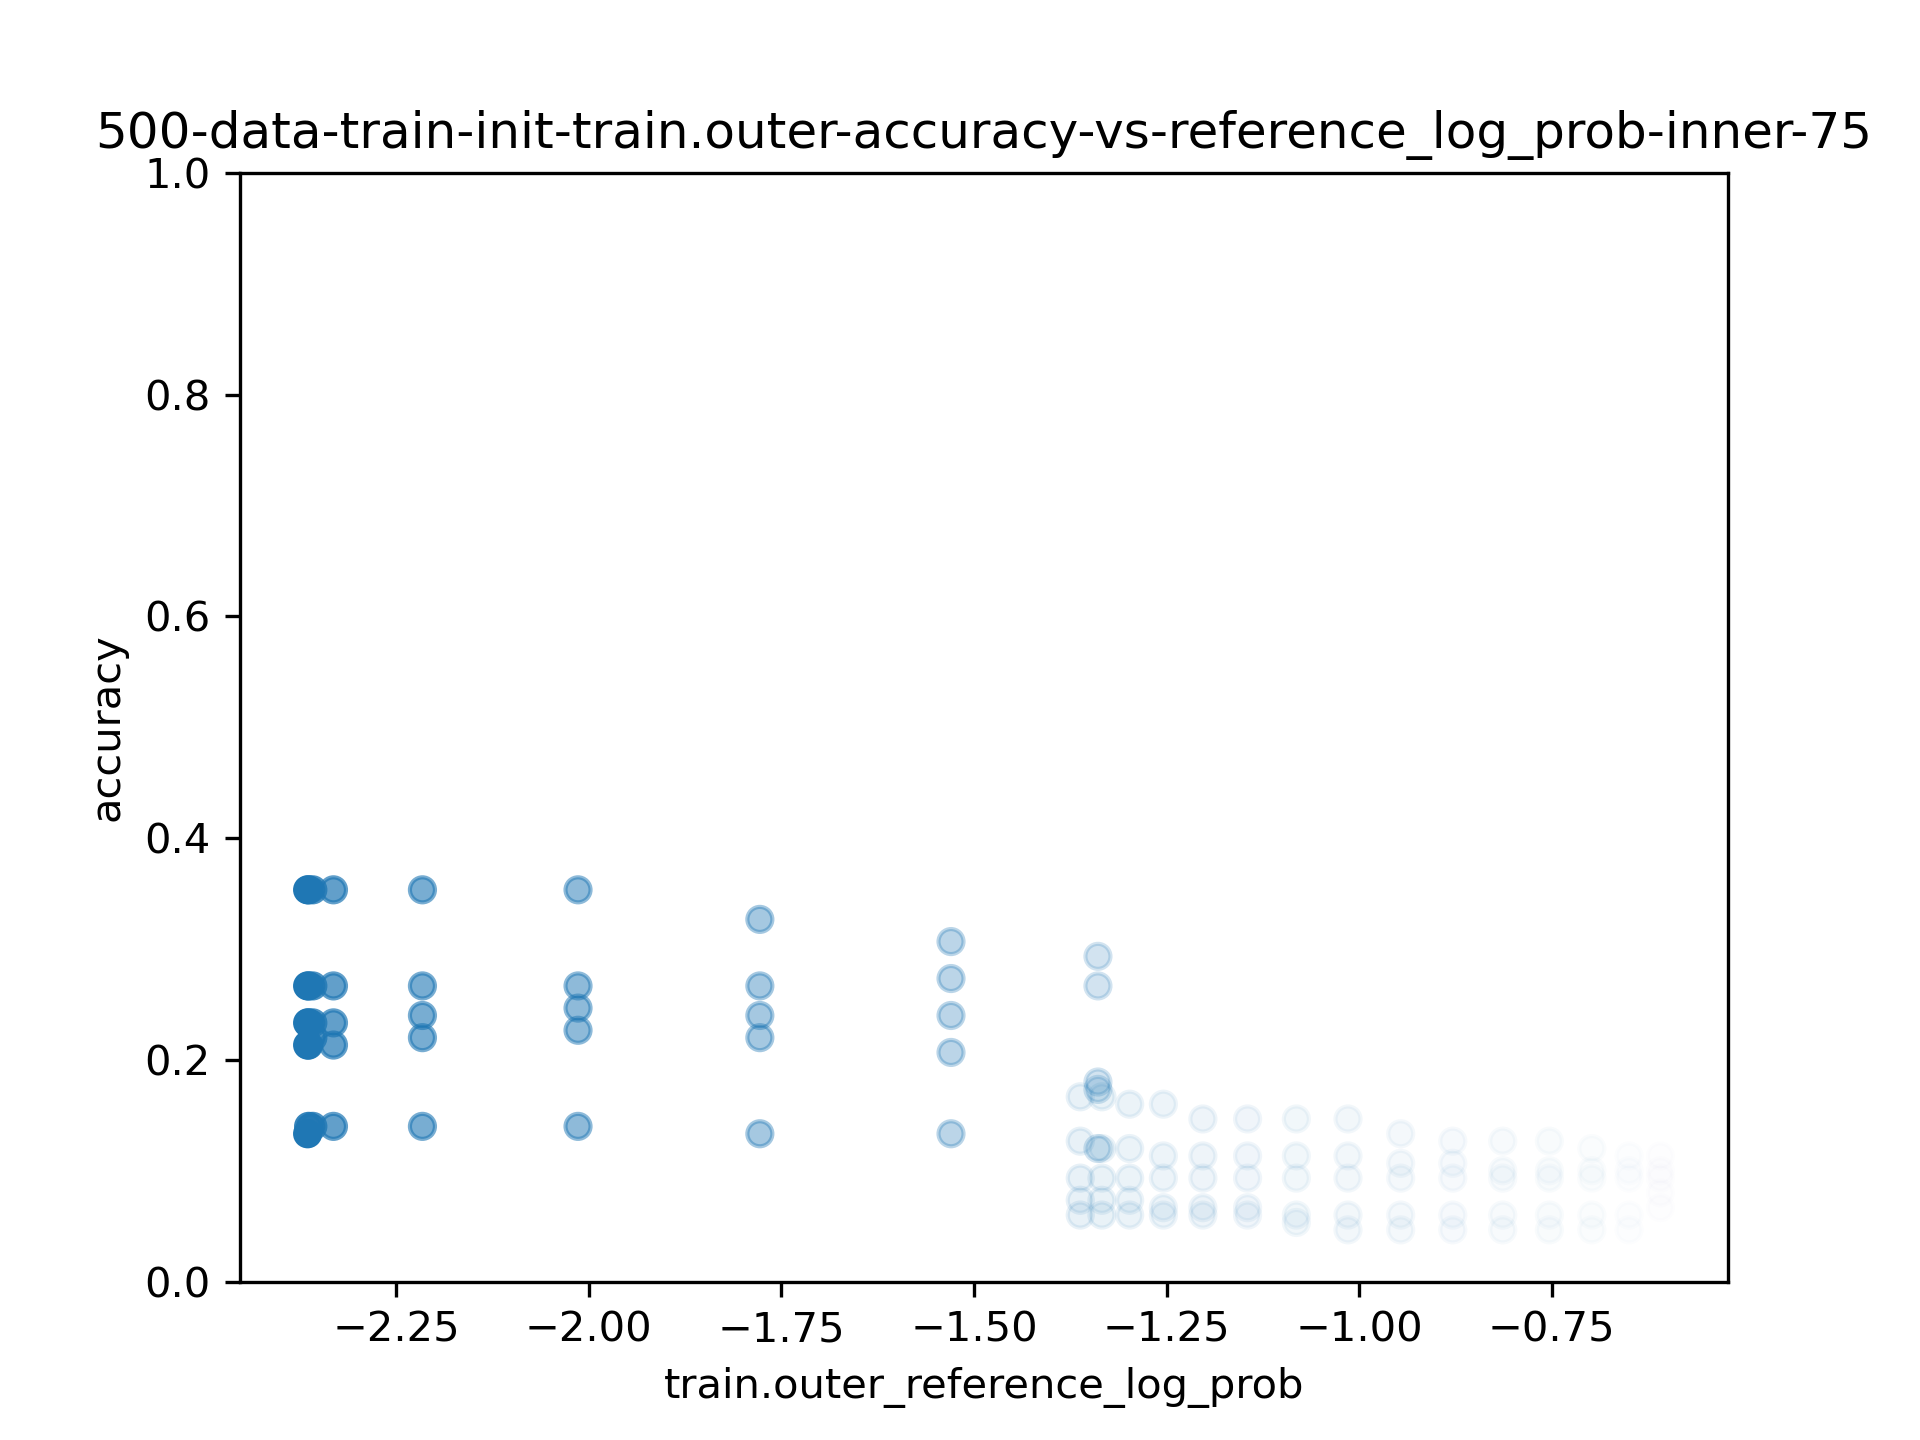 500-data-train-init-train.outer-accuracy-vs-reference_log_prob-inner-75
1.0
0.8
0.6
0.4
0.2
0.0
accuracy
−2.25 −2.00 −1.75 −1.50 −1.25 −1.00 −0.75
train.outer_reference_log_prob